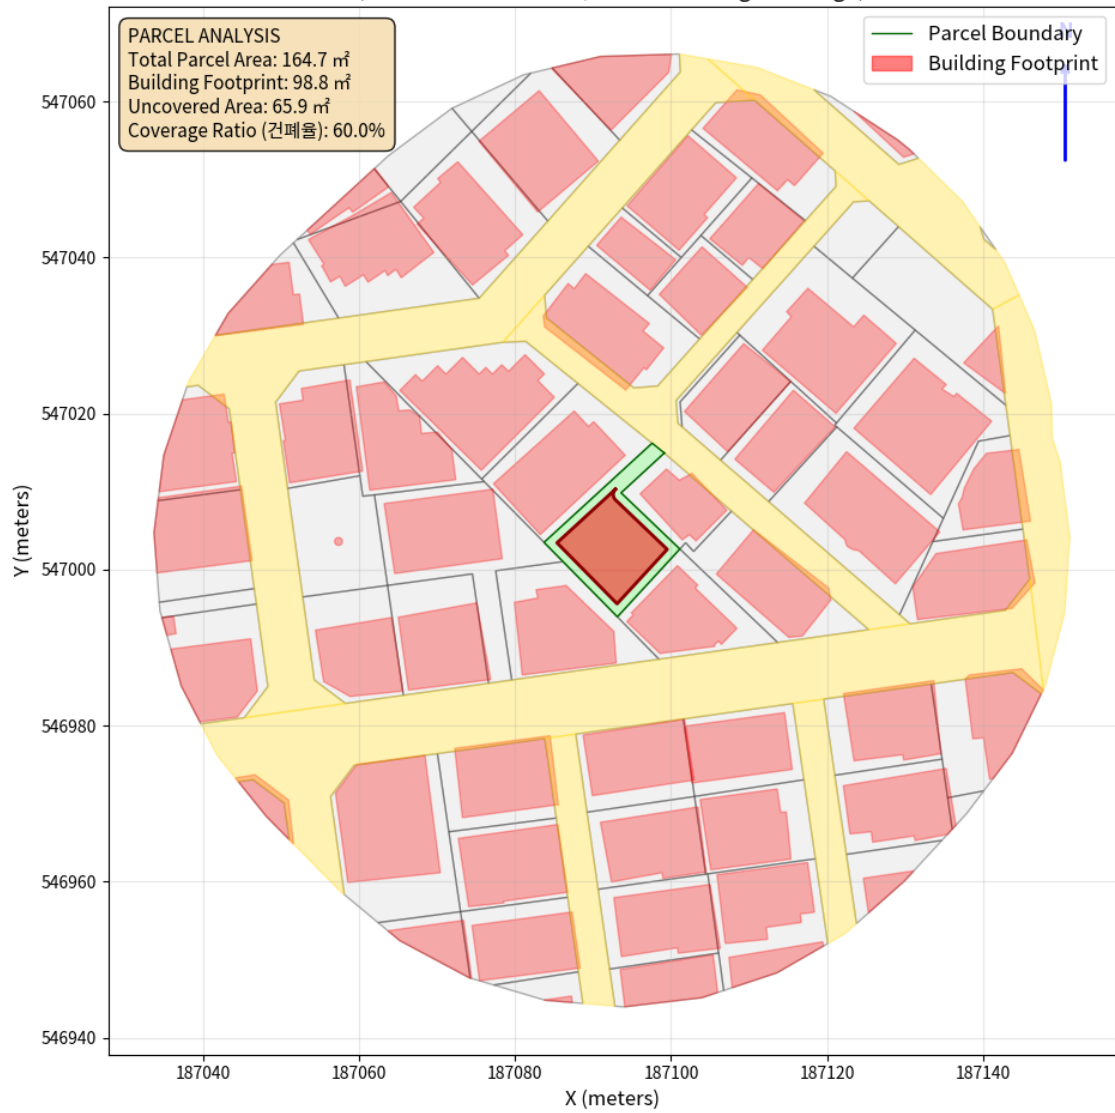 PARCEL ANALYSIS
Total Parcel Area: 164.7 ㎡
Building Footprint: 98.8 ㎡
Uncovered Area: 65.9 ㎡
Coverage Ratio (건폐율): 60.0%
Parcel Boundary
Building Footprint
N
547060
547040
547020
547000
546980
546960
546940
Y (meters)
187040
187060
187080
187100
187120
187140
X (meters)